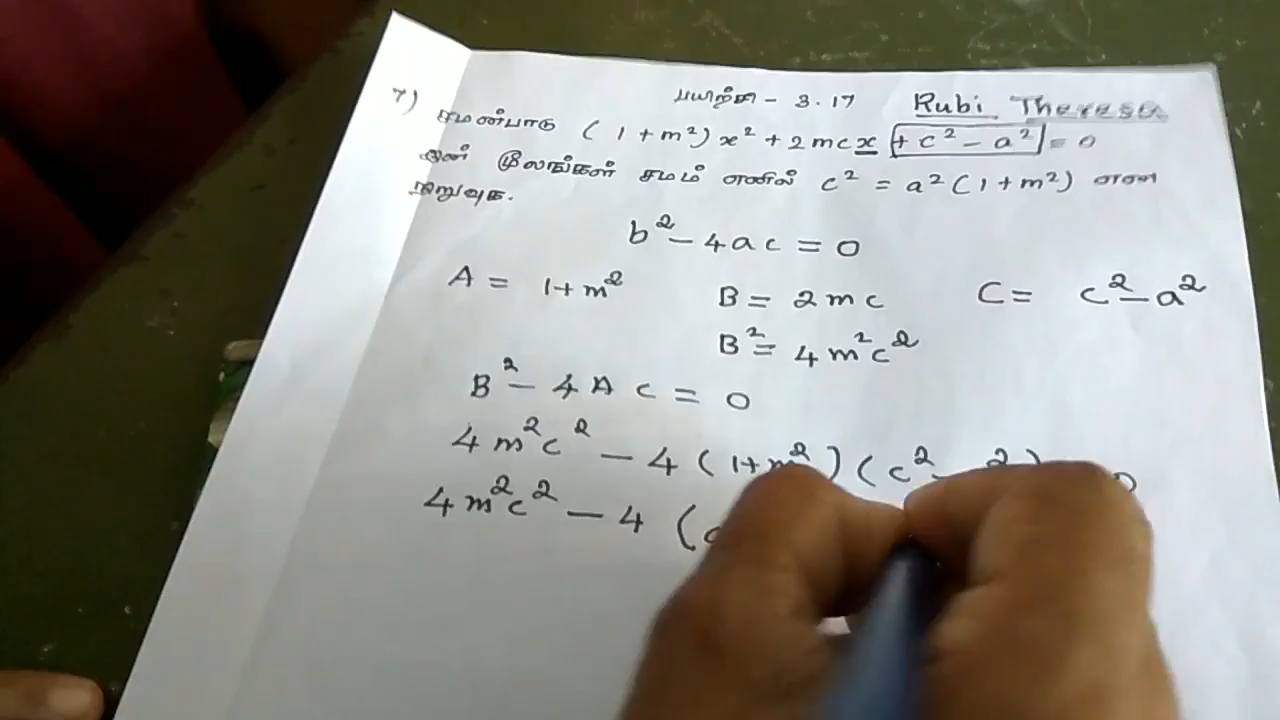 பயிற்சி - 3.17 Rubi Theresa
7) சமன்பாடு (1+m²)x² + 2mcx + c² - a² = 0
இன் மூலங்கள் சமம் எனில் c² = a²(1+m²) என
நிறுவுக.
b² - 4ac = 0
A = 1+m² B = 2mc C = c² - a²
B² = 4m²c²
B² - 4AC = 0
4m²c² - 4(1+m²)(c² -
4m²c² - 4(